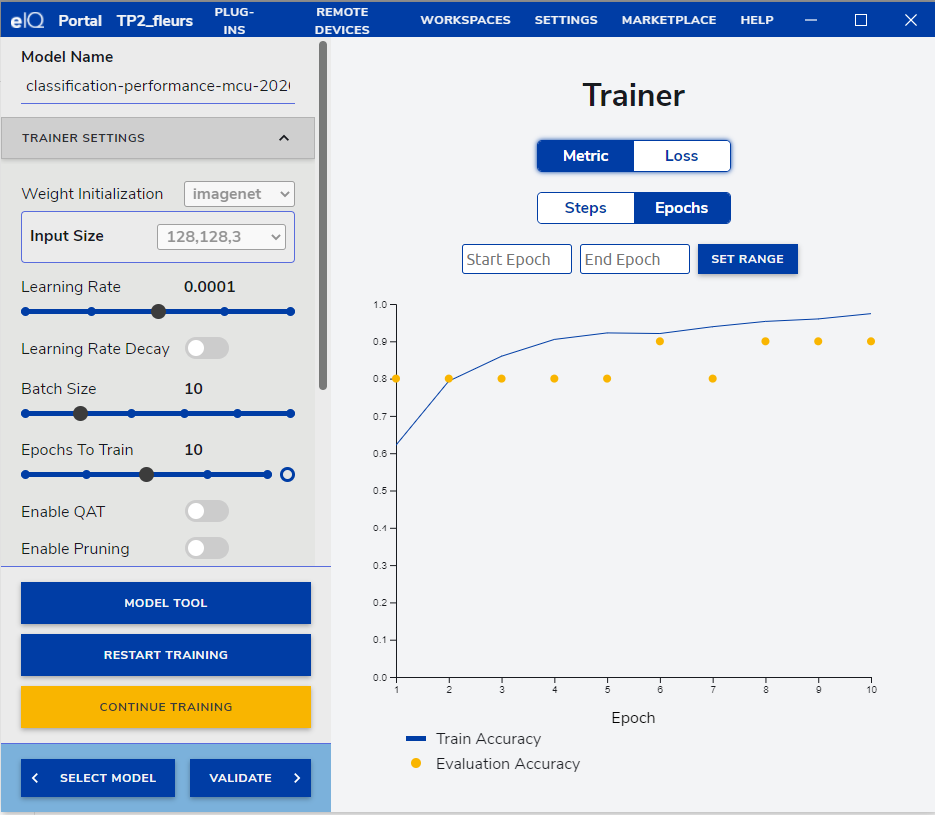 eIQ Portal TP2_fleurs PLUG-INS REMOTE DEVICES WORKSPACES SETTINGS MARKETPLACE HELP
Model Name
classification-performance-mcu-202
TRAINER SETTINGS
Weight Initialization imagenet
Input Size 128,128,3
Learning Rate 0.0001
Learning Rate Decay
Batch Size 10
Epochs To Train 10
Enable QAT
Enable Pruning
MODEL TOOL
RESTART TRAINING
CONTINUE TRAINING
SELECT MODEL VALIDATE
Trainer
Metric Loss
Steps Epochs
Start Epoch End Epoch SET RANGE
1.0
0.9
0.8
0.7
0.6
0.5
0.4
0.3
0.2
0.1
0.0
1 2 3 4 5 6 7 8 9 10
Epoch
Train Accuracy
Evaluation Accuracy